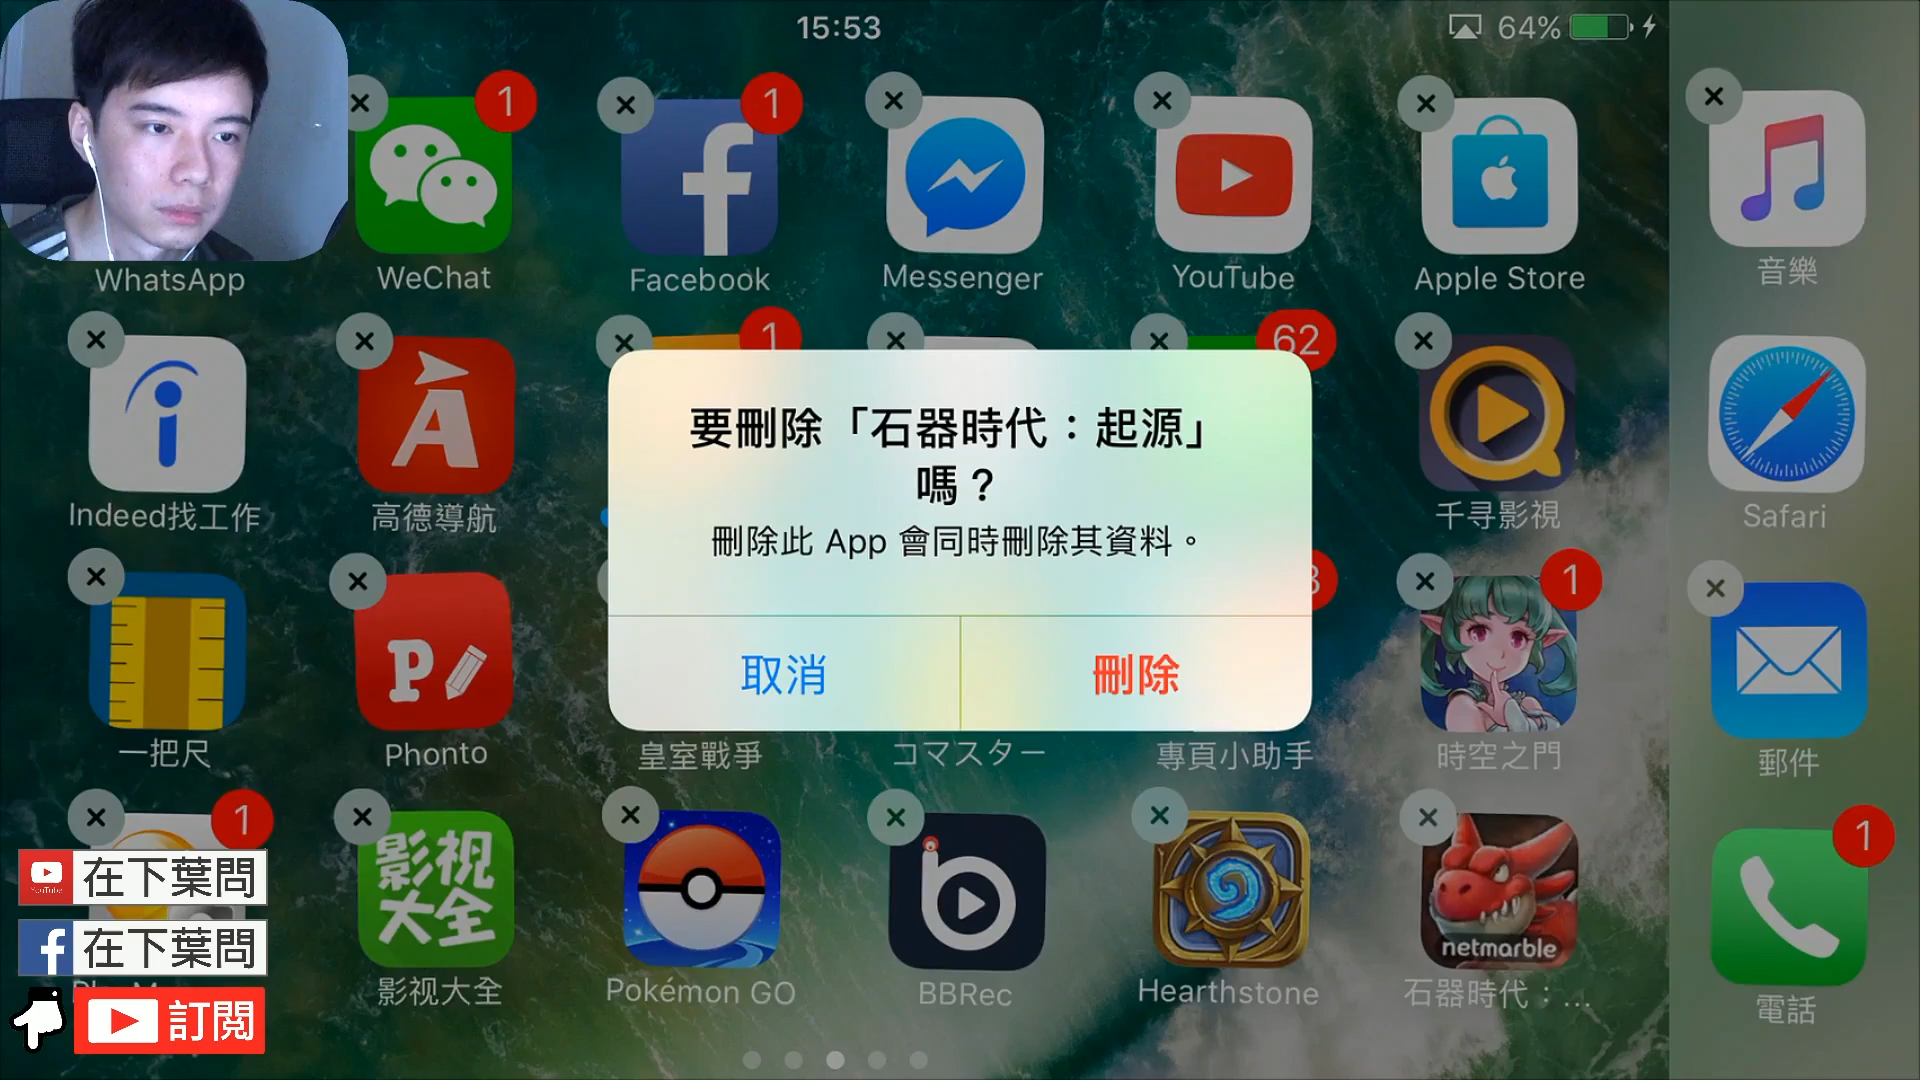 15:53
64%
1
1
WhatsApp
WeChat
Facebook
Messenger
YouTube
Apple Store
音樂
1
62
要刪除「石器時代：起源」
嗎？
刪除此 App 會同時刪除其資料。
取消
刪除
Indeed找工作
高德導航
千寻影視
Safari
1
P
一把尺
Phonto
皇室戰爭
コマスター
專頁小助手
時空之門
郵件
1
影视
大全
netmarble
1
YouTube
在下葉問
在下葉問
訂閱
影视大全
Pokémon GO
BBRec
Hearthstone
石器時代：...
電話